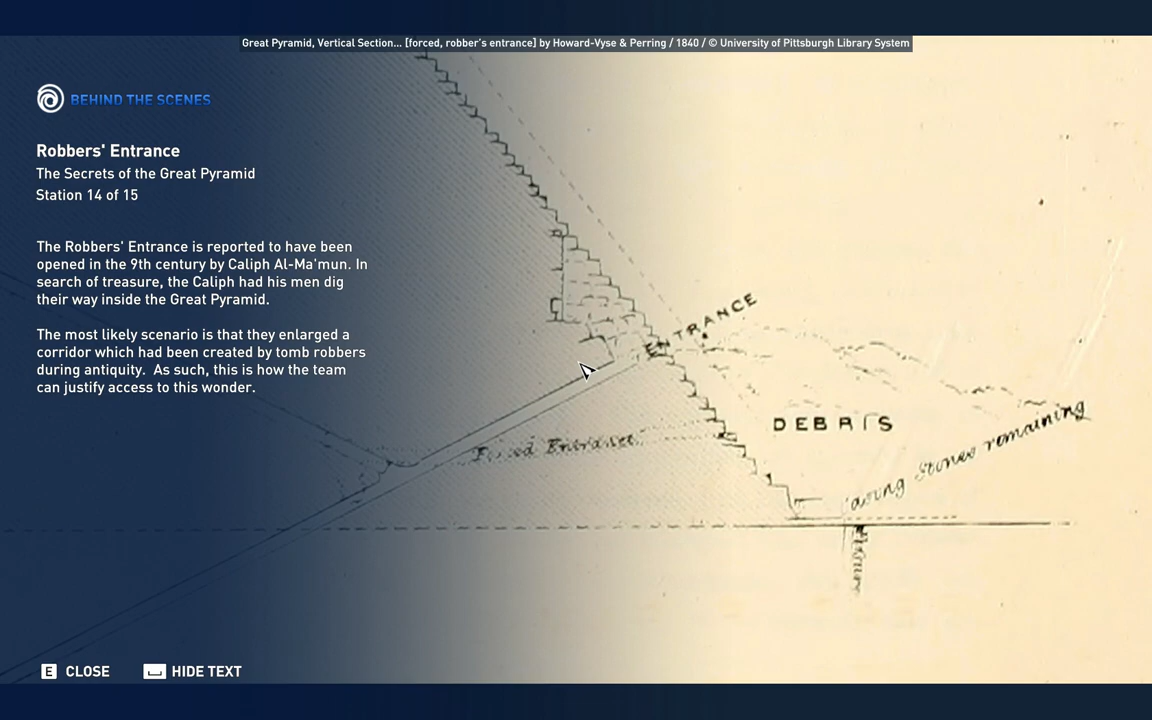 Great Pyramid, Vertical Section... [forced, robber's entrance] by Howard-Vyse & Perring / 1840 / © University of Pittsburgh Library System
BEHIND THE SCENES
Robbers' Entrance
The Secrets of the Great Pyramid
Station 14 of 15
The Robbers' Entrance is reported to have been
opened in the 9th century by Caliph Al-Ma'mun. In
search of treasure, the Caliph had his men dig
their way inside the Great Pyramid.
The most likely scenario is that they enlarged a
corridor which had been created by tomb robbers
during antiquity.  As such, this is how the team
can justify access to this wonder.
ENTRANCE
DEBRIS
Forced Entrance
Stones remaining
E CLOSE
HIDE TEXT